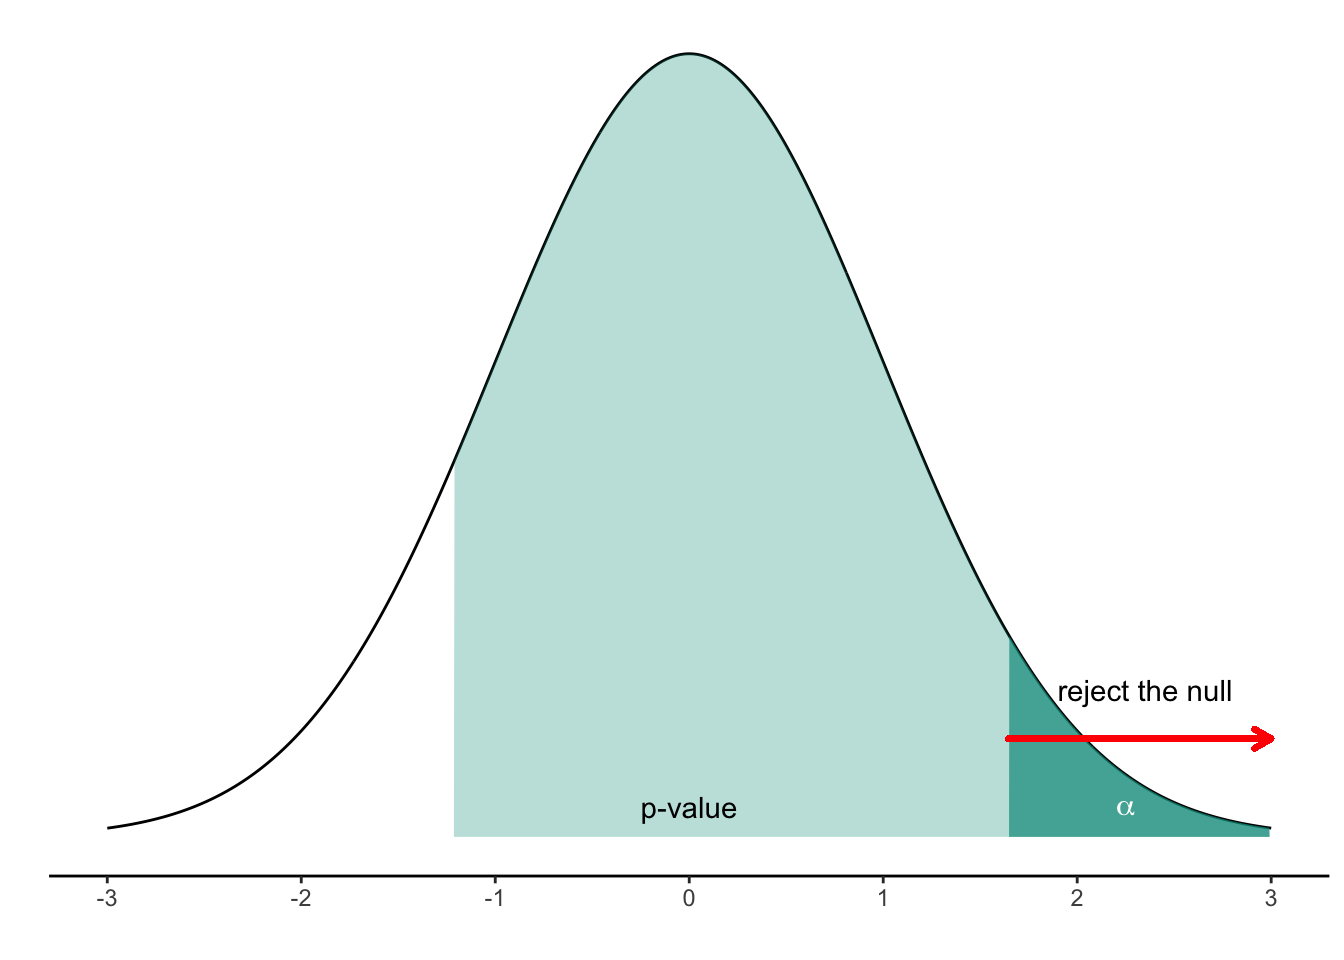 reject the null
p-value
α
-3 -2 -1 0 1 2 3